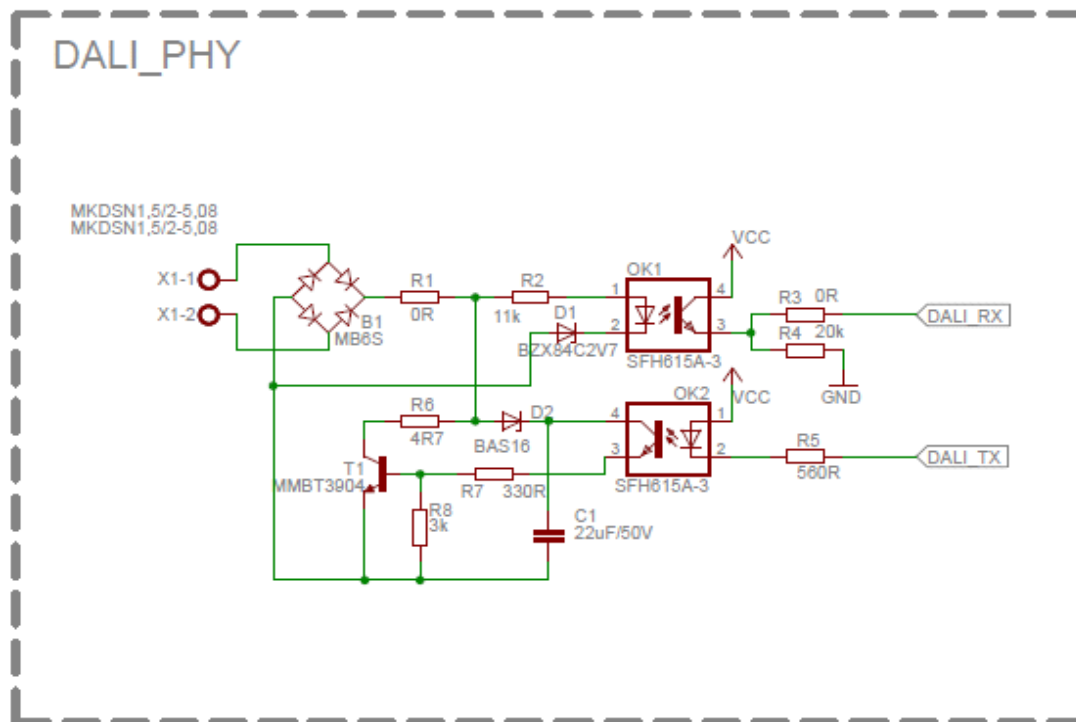 DALI_PHY
MKDSN1,5/2-5,08
MKDSN1,5/2-5,08
X1-1
X1-2
B1
MB6S
R1
0R
R2
11k
D1
BZX84C2V7
OK1
1
2
4
3
SFH615A-3
VCC
R3
0R
R4
20k
DALI_RX
GND
R6
4R7
D2
BAS16
OK2
4
3
1
2
SFH615A-3
VCC
R5
560R
DALI_TX
T1
MMBT3904
R7
330R
R8
3k
C1
22uF/50V